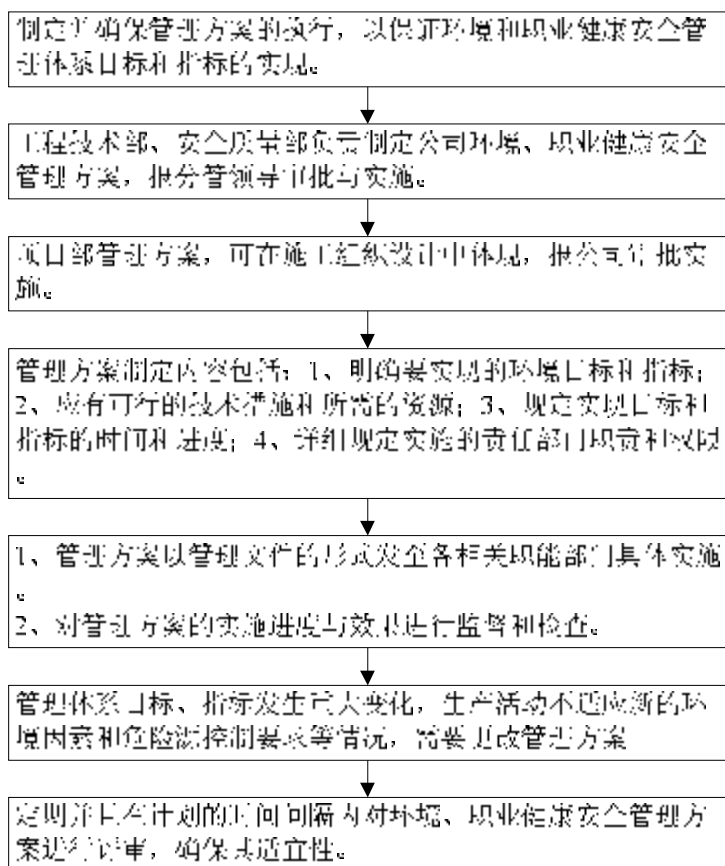 制定并确保管理方案的执行，以保证环境和职业健康安全管
理体系目标和指标的实现。
工程技术部、安全质量部负责制定公司环境、职业健康安全
管理方案，报分管领导审批与实施。
项目部管理方案，可在施工组织设计中体现，报公司审批实
施。
管理方案制定内容包括：1、明确要实现的环境目标和指标；
2、应有可行的技术措施和所需的资源；3、规定实现目标和
指标的时间和进度；4、详细规定实施的责任部门职责和权限
。
1、管理方案以管理文件的形式发至各相关职能部门具体实施
。
2、对管理方案的实施进度与效果进行监督和检查。
管理体系目标、指标发生重大变化，生产活动不适应新的环
境因素和危险源控制要求等情况，需要更改管理方案
定期并且在计划的时间间隔内对环境、职业健康安全管理方
案进行评审，确保其适宜性。